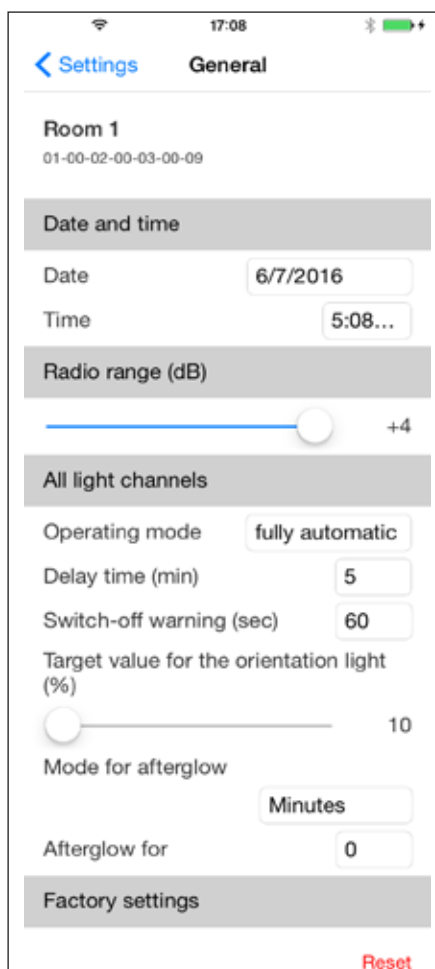 17:08
Settings General
Room 1
01-00-02-00-03-00-09
Date and time
Date 6/7/2016
Time 5:08...
Radio range (dB)
+4
All light channels
Operating mode fully automatic
Delay time (min) 5
Switch-off warning (sec) 60
Target value for the orientation light
(%)
10
Mode for afterglow
Minutes
Afterglow for 0
Factory settings
Reset